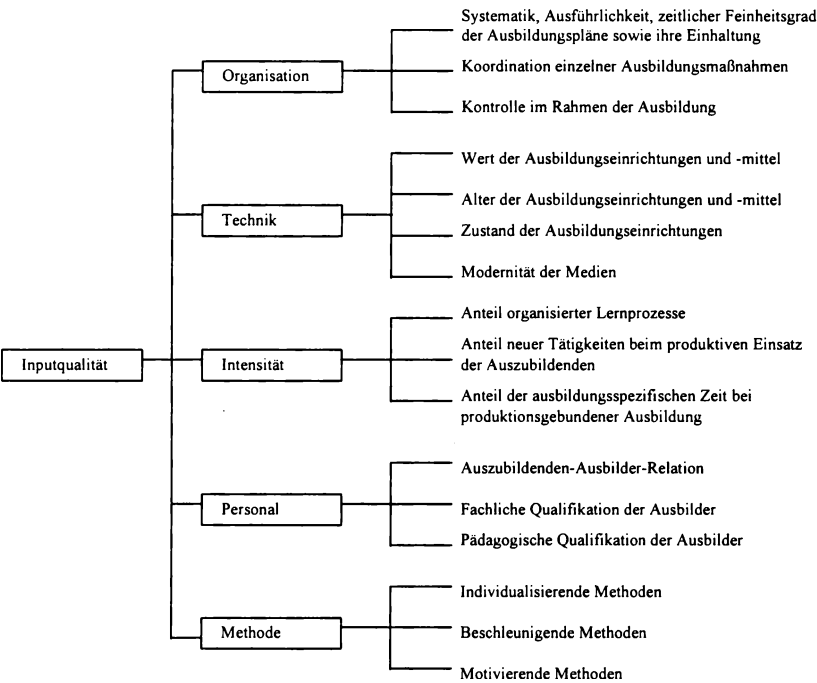 Systematik, Ausführlichkeit, zeitlicher Feinheitsgrad
der Ausbildungspläne sowie ihre Einhaltung
Organisation
Koordination einzelner Ausbildungsmaßnahmen
Kontrolle im Rahmen der Ausbildung
Wert der Ausbildungseinrichtungen und -mittel
Alter der Ausbildungseinrichtungen und -mittel
Technik
Zustand der Ausbildungseinrichtungen
Modernität der Medien
Anteil organisierter Lernprozesse
Inputqualität
Intensität
Anteil neuer Tätigkeiten beim produktiven Einsatz
der Auszubildenden
Anteil der ausbildungsspezifischen Zeit bei
produktionsgebundener Ausbildung
Auszubildenden-Ausbilder-Relation
Personal
Fachliche Qualifikation der Ausbilder
Pädagogische Qualifikation der Ausbilder
Individualisierende Methoden
Methode
Beschleunigende Methoden
Motivierende Methoden